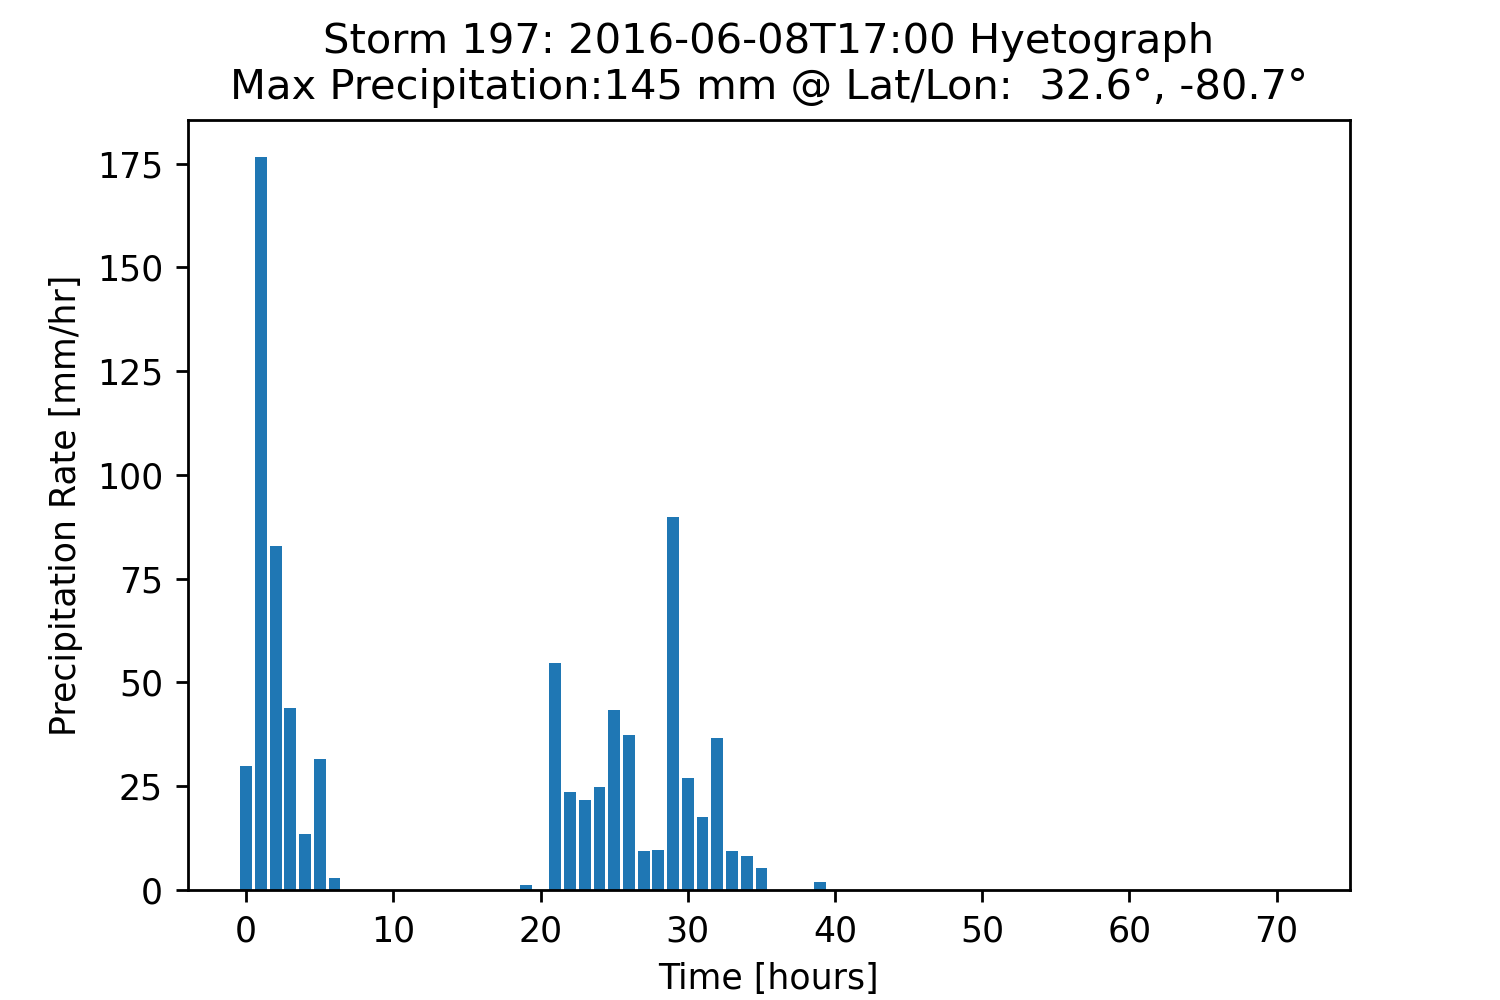 Storm 197: 2016-06-08T17:00 Hyetograph
Max Precipitation:145 mm @ Lat/Lon:  32.6°, -80.7°
175
150
125
100
75
50
25
0
Precipitation Rate [mm/hr]
0 10 20 30 40 50 60 70
Time [hours]